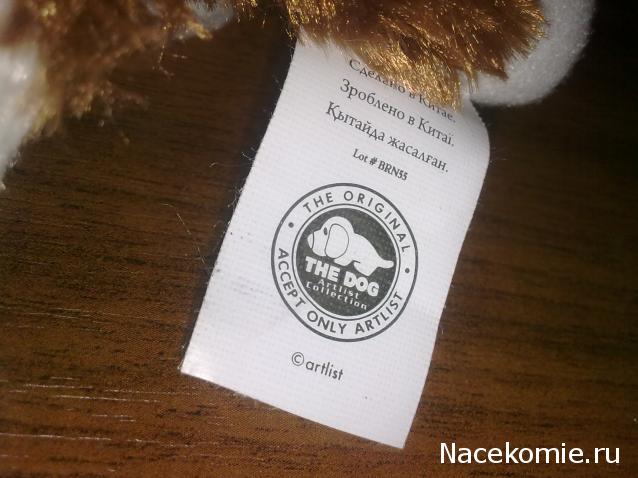 Сделано в Китае.
Зроблено в Китаї.
Қытайда жасалған.
Lot # BRN55
· THE ORIGINAL ·
THE DOG
Artlist
Collection
ACCEPT ONLY ARTLIST
©artlist
Nacekomie.ru